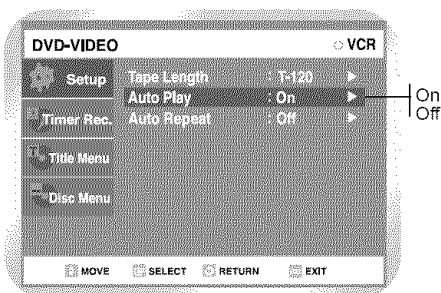 DVD-VIDEO ○ VCR
Setup
Tape Length : T-120 ►
Auto Play : On ►
On
Off
Timer Rec.
Auto Repeat : Off ►
Title Menu
Disc Menu
MOVE SELECT RETURN EXIT